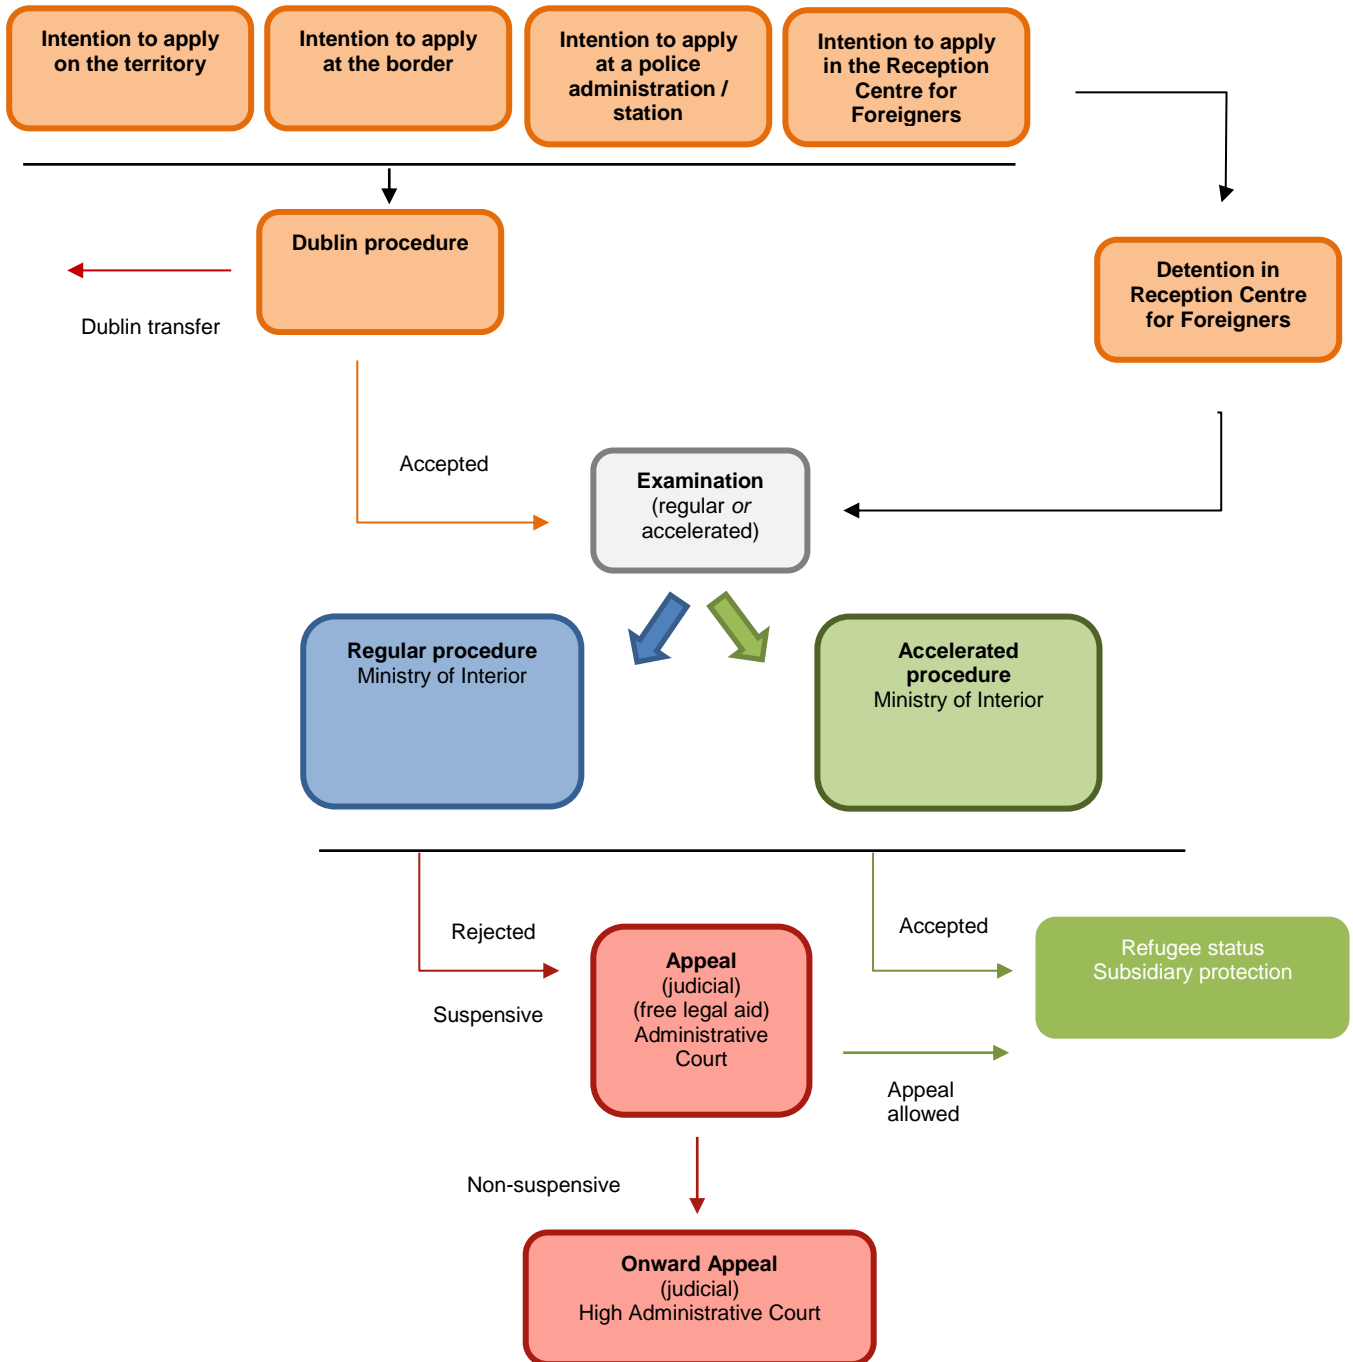 Intention to apply
on the territory
Intention to apply
at the border
Intention to apply
at a police
administration /
station
Intention to apply
in the Reception
Centre for
Foreigners
Dublin procedure
Dublin transfer
Detention in
Reception Centre
for Foreigners
Accepted
Examination
(regular or
accelerated)
Regular procedure
Ministry of Interior
Accelerated
procedure
Ministry of Interior
Rejected
Suspensive
Appeal
(judicial)
(free legal aid)
Administrative
Court
Accepted
Refugee status
Subsidiary protection
Appeal
allowed
Non-suspensive
Onward Appeal
(judicial)
High Administrative Court